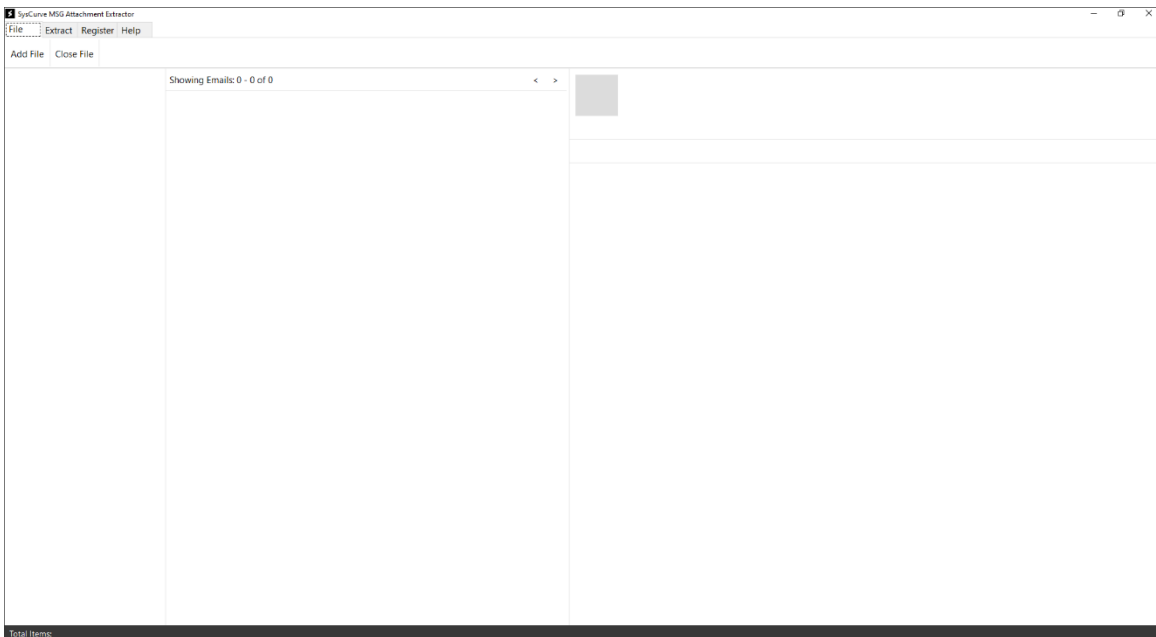 SysCurve MSG Attachment Extractor
File Extract Register Help
Add File Close File
Showing Emails: 0 - 0 of 0 < >
Total Items: